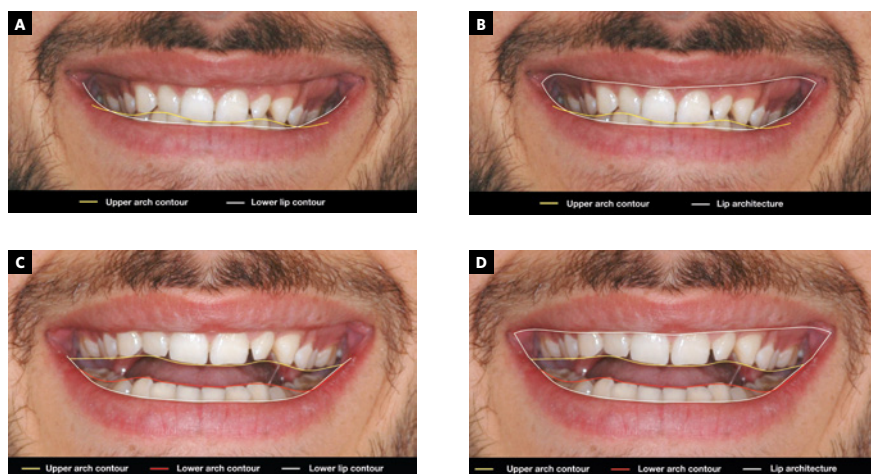 A
Upper arch contour Lower lip contour
B
Upper arch contour Lip architecture
C
Upper arch contour Lower arch contour Lower lip contour
D
Upper arch contour Lower arch contour Lip architecture